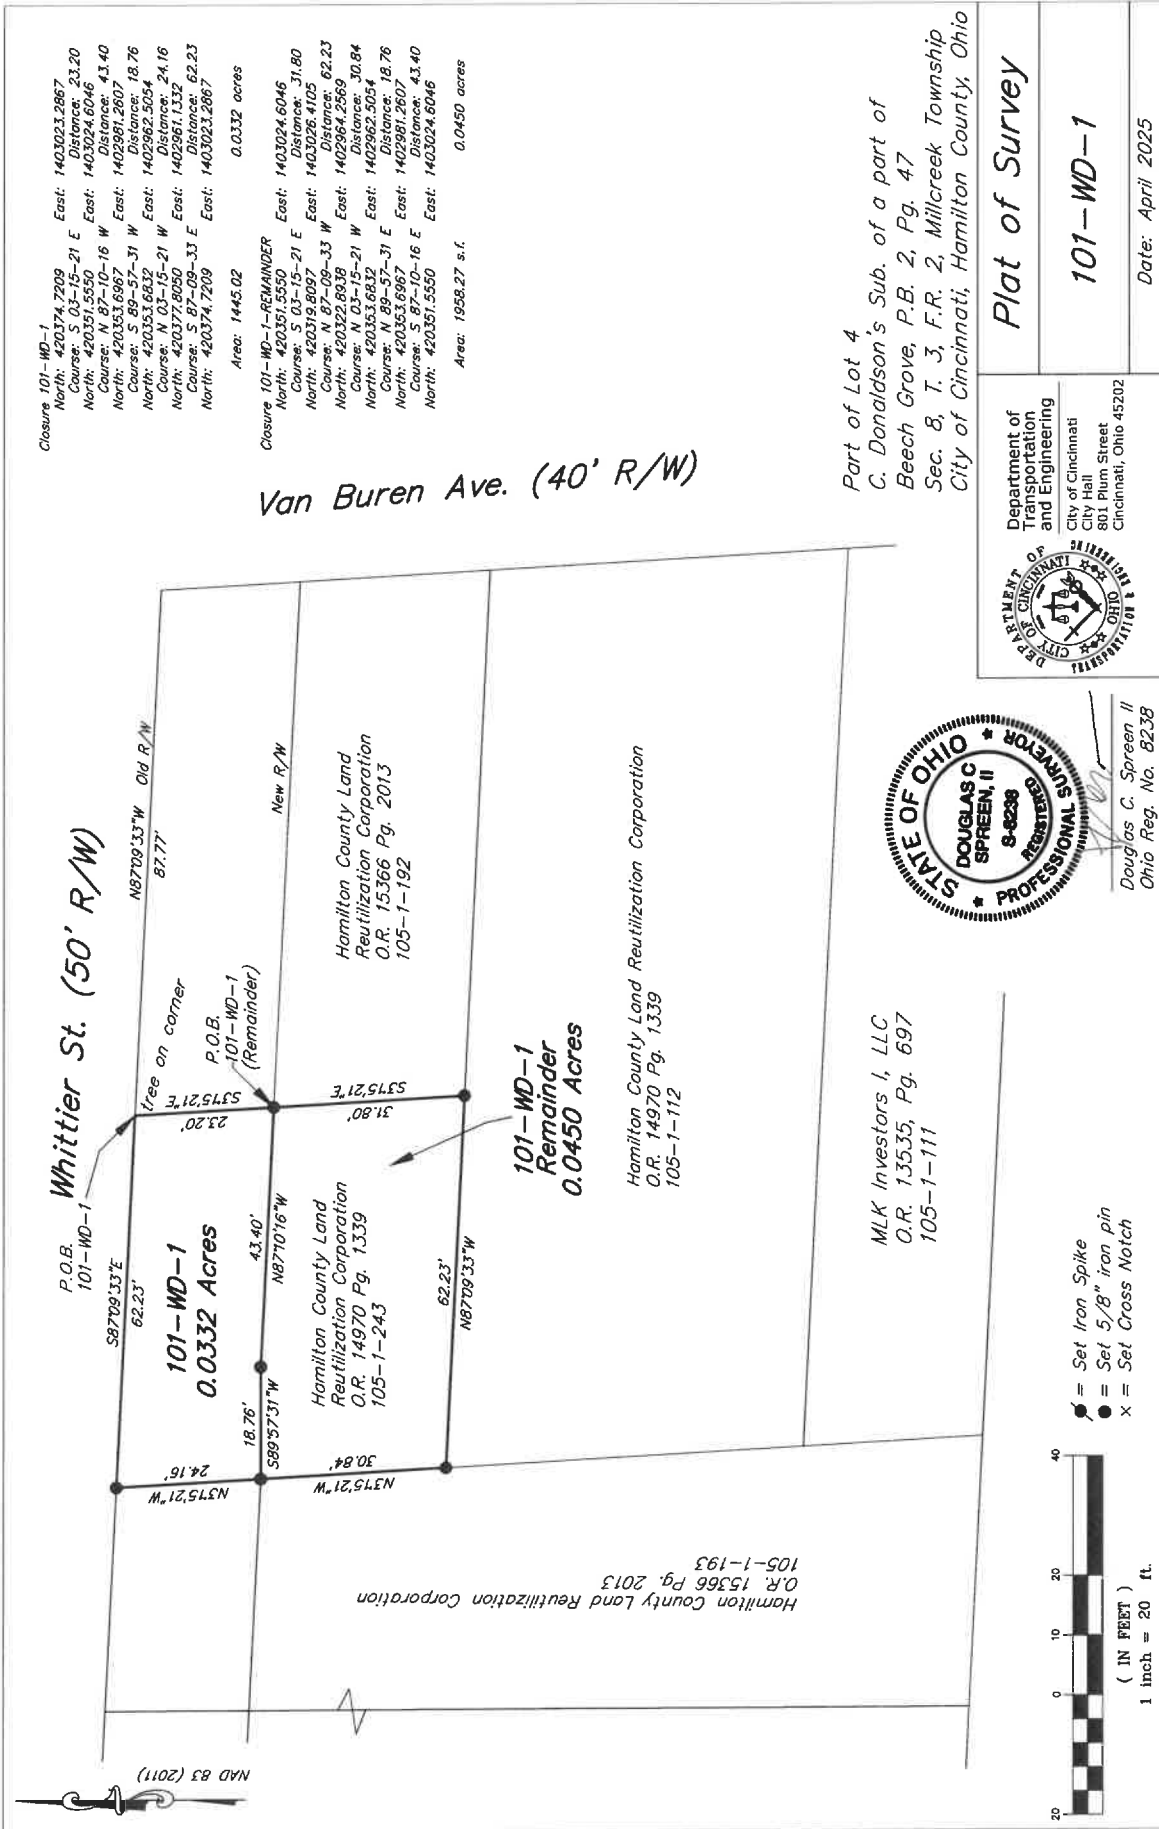 Closure 101-WD-1
North: 420374.7209 East: 1403023.2867
Course: S 03-15-21 E Distance: 23.20
North: 420351.5550 East: 1403024.6046
Course: N 87-10-16 W Distance: 43.40
North: 420353.6967 East: 1402981.2607
Course: S 89-57-31 W Distance: 18.76
North: 420353.6832 East: 1402962.5054
Course: N 03-15-21 W Distance: 24.16
North: 420377.8050 East: 1402961.1332
Course: S 87-09-33 E Distance: 62.23
North: 420374.7209 East: 1403023.2867
Area: 1445.02 0.0332 acres
Closure 101-WD-1-REMAINDER
North: 420351.5550 East: 1403024.6046
Course: S 03-15-21 E Distance: 31.80
North: 420319.8097 East: 1403026.4105
Course: N 87-09-33 W Distance: 62.23
North: 420322.8938 East: 1402964.2569
Course: N 03-15-21 W Distance: 30.84
North: 420353.6832 East: 1402962.5054
Course: N 89-57-31 E Distance: 18.76
North: 420353.6967 East: 1402981.2607
Course: S 87-10-16 E Distance: 43.40
North: 420351.5550 East: 1403024.6046
Area: 1958.27 s.f. 0.0450 acres
Whittier St. (50' R/W)
Van Buren Ave. (40' R/W)
P.O.B.
101-WD-1
S87°09'33"E
62.23'
tree on corner
N87°09'33"W Old R/W
87.77'
P.O.B.
101-WD-1
(Remainder)
New R/W
101-WD-1
0.0332 Acres
S3°15'21"E
23.20'
N3°15'21"W
24.16'
18.76'
S89°57'31"W
43.40'
N87°10'16"W
Hamilton County Land
Reutilization Corporation
O.R. 14970 Pg. 1339
105-1-243
Hamilton County Land
Reutilization Corporation
O.R. 15366 Pg. 2013
105-1-192
S3°15'21"E
31.80'
N3°15'21"W
30.84'
62.23'
N87°09'33"W
101-WD-1
Remainder
0.0450 Acres
Hamilton County Land Reutilization Corporation
O.R. 14970 Pg. 1339
105-1-112
MLK Investors I, LLC
O.R. 13535, Pg. 697
105-1-111
Hamilton County Land Reutilization Corporation
O.R. 15366 Pg. 2013
105-1-193
NAD 83 (2011)
Part of Lot 4
C. Donaldson's Sub. of a part of
Beech Grove, P.B. 2, Pg. 47
Sec. 8, T. 3, F.R. 2, Millcreek Township
City of Cincinnati, Hamilton County, Ohio
= Set Iron Spike
● = Set 5/8" iron pin
x = Set Cross Notch
20 0 10 20 40
( IN FEET )
1 inch = 20 ft.
STATE OF OHIO
DOUGLAS C
SPREEN, II
S-8238
REGISTERED
PROFESSIONAL SURVEYOR
Douglas C. Spreen II
Ohio Reg. No. 8238
DEPARTMENT OF
TRANSPORTATION & ENGINEERING
CITY OF CINCINNATI
OHIO
Department of
Transportation
and Engineering
City of Cincinnati
City Hall
801 Plum Street
Cincinnati, Ohio 45202
Plat of Survey
101-WD-1
Date: April 2025